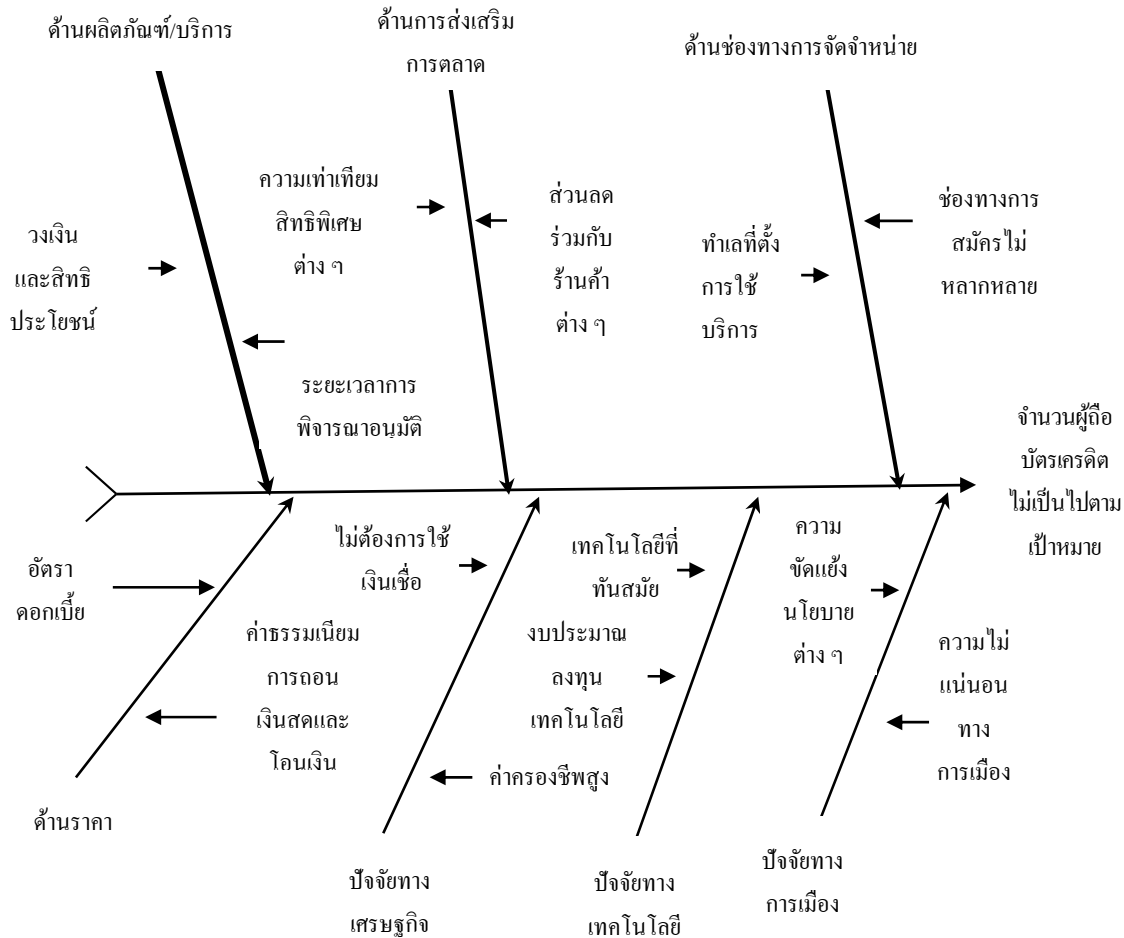 ด้านผลิตภัณฑ์/บริการ
ด้านการส่งเสริม
การตลาด
ด้านช่องทางการจัดจำหน่าย
วงเงิน
และสิทธิ
ประโยชน์
ระยะเวลาการ
พิจารณาอนุมัติ
ความเท่าเทียม
สิทธิพิเศษ
ต่าง ๆ
ส่วนลด
ร่วมกับ
ร้านค้า
ต่าง ๆ
ทำเลที่ตั้ง
การใช้
บริการ
ช่องทางการ
สมัครไม่
หลากหลาย
จำนวนผู้ถือ
บัตรเครดิต
ไม่เป็นไปตาม
เป้าหมาย
อัตรา
ดอกเบี้ย
ค่าธรรมเนียม
การถอน
เงินสดและ
โอนเงิน
ด้านราคา
ไม่ต้องการใช้
เงินเชื่อ
ค่าครองชีพสูง
ปัจจัยทาง
เศรษฐกิจ
เทคโนโลยีที่
ทันสมัย
งบประมาณ
ลงทุน
เทคโนโลยี
ปัจจัยทาง
เทคโนโลยี
ความ
ขัดแย้ง
นโยบาย
ต่าง ๆ
ความไม่
แน่นอน
ทาง
การเมือง
ปัจจัยทาง
การเมือง